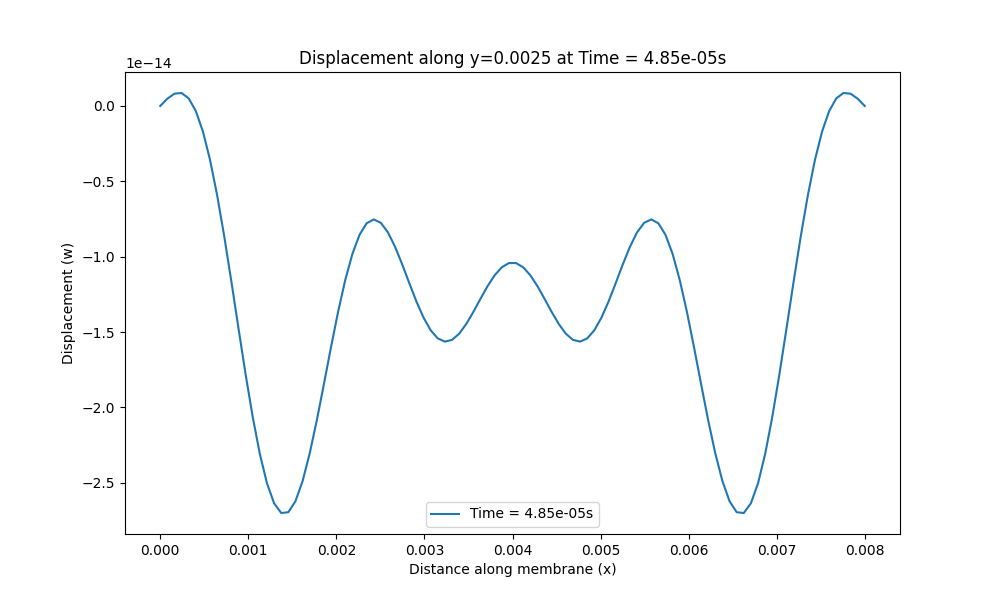 Displacement along y=0.0025 at Time = 4.85e-05s
1e−14
0.0
−0.5
−1.0
−1.5
−2.0
−2.5
Displacement (w)
Time = 4.85e-05s
0.000 0.001 0.002 0.003 0.004 0.005 0.006 0.007 0.008
Distance along membrane (x)